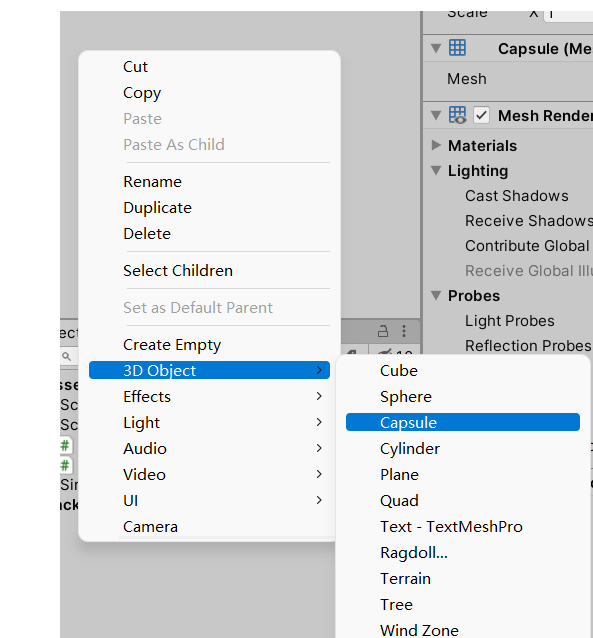 Scale
X 1
Capsule (Me
Mesh
Mesh Render
Materials
Lighting
Cast Shadows
Receive Shadows
Contribute Global
Receive Global Illu
Probes
Light Probes
Reflection Probes
Cut
Copy
Paste
Paste As Child
Rename
Duplicate
Delete
Select Children
Set as Default Parent
Create Empty
3D Object
Effects
Light
Audio
Video
UI
Camera
Cube
Sphere
Capsule
Cylinder
Plane
Quad
Text - TextMeshPro
Ragdoll...
Terrain
Tree
Wind Zone
ect
sse
Sc
Sc
#
#
Sin
ack